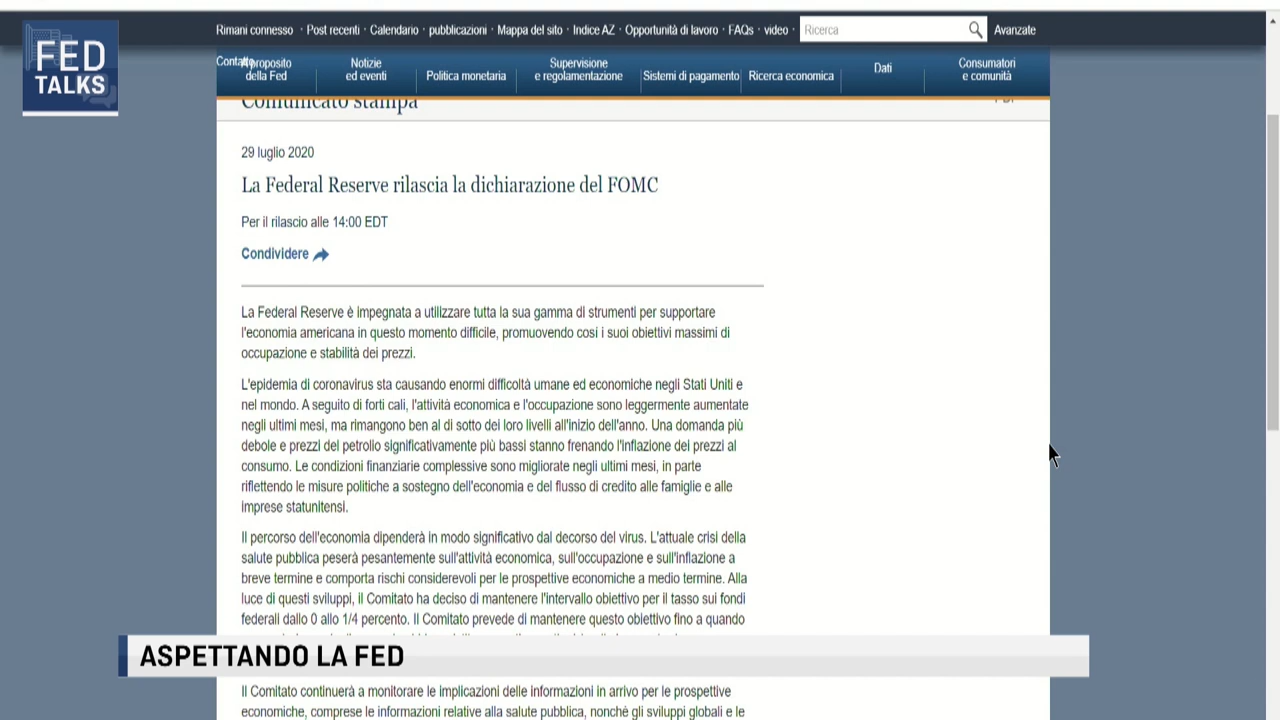 FED
TALKS
Rimani connesso · Post recenti · Calendario · pubblicazioni · Mappa del sito · Indice AZ · Opportunità di lavoro · FAQs · video ·
Ricerca
Avanzate
Contatto
A proposito
della Fed
Notizie
ed eventi
Politica monetaria
Supervisione
e regolamentazione
Sistemi di pagamento
Ricerca economica
Dati
Consumatori
e comunità
Comunicato stampa
29 luglio 2020
La Federal Reserve rilascia la dichiarazione del FOMC
Per il rilascio alle 14:00 EDT
Condividere
La Federal Reserve è impegnata a utilizzare tutta la sua gamma di strumenti per supportare
l'economia americana in questo momento difficile, promuovendo così i suoi obiettivi massimi di
occupazione e stabilità dei prezzi.
L'epidemia di coronavirus sta causando enormi difficoltà umane ed economiche negli Stati Uniti e
nel mondo. A seguito di forti cali, l'attività economica e l'occupazione sono leggermente aumentate
negli ultimi mesi, ma rimangono ben al di sotto dei loro livelli all'inizio dell'anno. Una domanda più
debole e prezzi del petrolio significativamente più bassi stanno frenando l'inflazione dei prezzi al
consumo. Le condizioni finanziarie complessive sono migliorate negli ultimi mesi, in parte
riflettendo le misure politiche a sostegno dell'economia e del flusso di credito alle famiglie e alle
imprese statunitensi.
Il percorso dell'economia dipenderà in modo significativo dal decorso del virus. L'attuale crisi della
salute pubblica peserà pesantemente sull'attività economica, sull'occupazione e sull'inflazione a
breve termine e comporta rischi considerevoli per le prospettive economiche a medio termine. Alla
luce di questi sviluppi, il Comitato ha deciso di mantenere l'intervallo obiettivo per il tasso sui fondi
federali dallo 0 allo 1/4 percento. Il Comitato prevede di mantenere questo obiettivo fino a quando
ASPETTANDO LA FED
Il Comitato continuerà a monitorare le implicazioni delle informazioni in arrivo per le prospettive
economiche, comprese le informazioni relative alla salute pubblica, nonché gli sviluppi globali e le